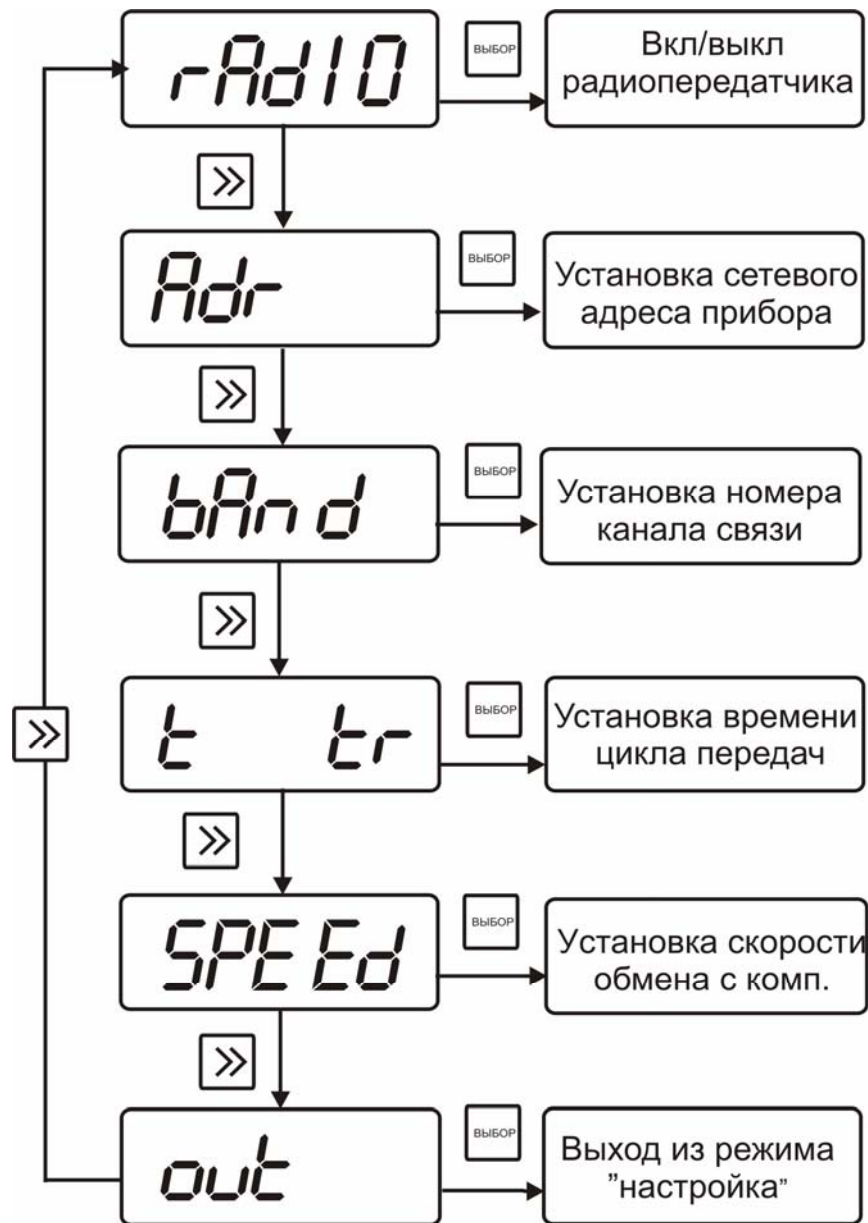 rAdIO
ВЫБОР
Вкл/выкл
радиопередатчика
>>
Adr
ВЫБОР
Установка сетевого
адреса прибора
>>
bAnd
ВЫБОР
Установка номера
канала связи
>>
t tr
ВЫБОР
Установка времени
цикла передач
>>
>>
SPEEd
ВЫБОР
Установка скорости
обмена с комп.
>>
out
ВЫБОР
Выход из режима
"настройка"